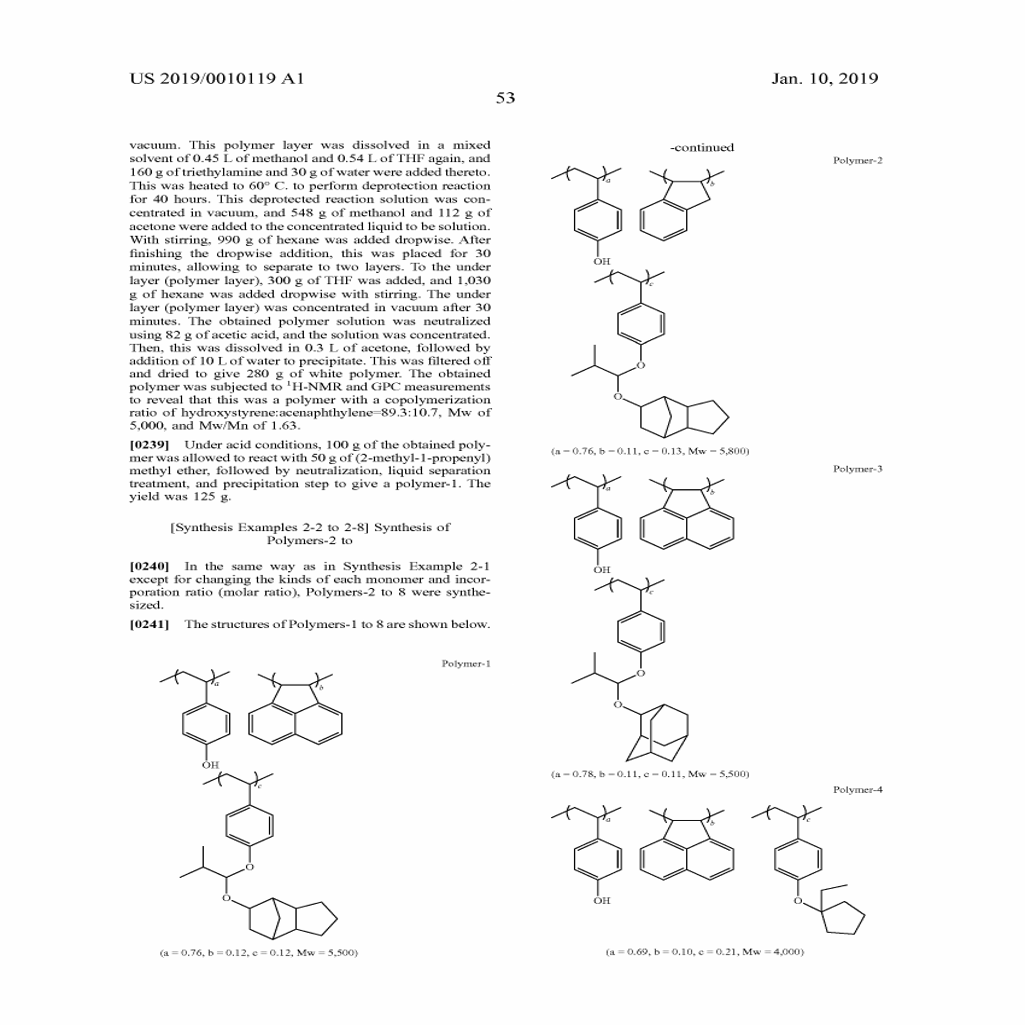 US 2019/0010119 A1
Jan. 10, 2019
53
vacuum. This polymer layer was dissolved in a mixed
solvent of 0.45 L of methanol and 0.54 L of THF again, and
160 g of triethylamine and 30 g of water were added thereto.
This was heated to 60° C. to perform deprotection reaction
for 40 hours. This deprotected reaction solution was con-
centrated in vacuum, and 548 g of methanol and 112 g of
acetone were added to the concentrated liquid to be solution.
With stirring, 990 g of hexane was added dropwise. After
finishing the dropwise addition, this was placed for 30
minutes, allowing to separate to two layers. To the under
layer (polymer layer), 300 g of THF was added, and 1,030
g of hexane was added dropwise with stirring. The under
layer (polymer layer) was concentrated in vacuum after 30
minutes. The obtained polymer solution was neutralized
using 82 g of acetic acid, and the solution was concentrated.
Then, this was dissolved in 0.3 L of acetone, followed by
addition of 10 L of water to precipitate. This was filtered off
and dried to give 280 g of white polymer. The obtained
polymer was subjected to ¹H-NMR and GPC measurements
to reveal that this was a polymer with a copolymerization
ratio of hydroxystyrene:acenaphthylene=89.3:10.7, Mw of
5,000, and Mw/Mn of 1.63.
[0239] Under acid conditions, 100 g of the obtained poly-
mer was allowed to react with 50 g of (2-methyl-1-propenyl)
methyl ether, followed by neutralization, liquid separation
treatment, and precipitation step to give a polymer-1. The
yield was 125 g.
[Synthesis Examples 2-2 to 2-8] Synthesis of
Polymers-2 to
[0240] In the same way as in Synthesis Example 2-1
except for changing the kinds of each monomer and incor-
poration ratio (molar ratio), Polymers-2 to 8 were synthe-
sized.
[0241] The structures of Polymers-1 to 8 are shown below.
Polymer-1
a
b
OH
c
O
O
(a = 0.76, b = 0.12, c = 0.12, Mw = 5,500)
-continued
Polymer-2
a
b
OH
c
O
O
(a = 0.76, b = 0.11, c = 0.13, Mw = 5,800)
Polymer-3
a
b
OH
c
O
O
(a = 0.78, b = 0.11, c = 0.11, Mw = 5,500)
Polymer-4
a
b
c
OH
O
(a = 0.69, b = 0.10, c = 0.21, Mw = 4,000)